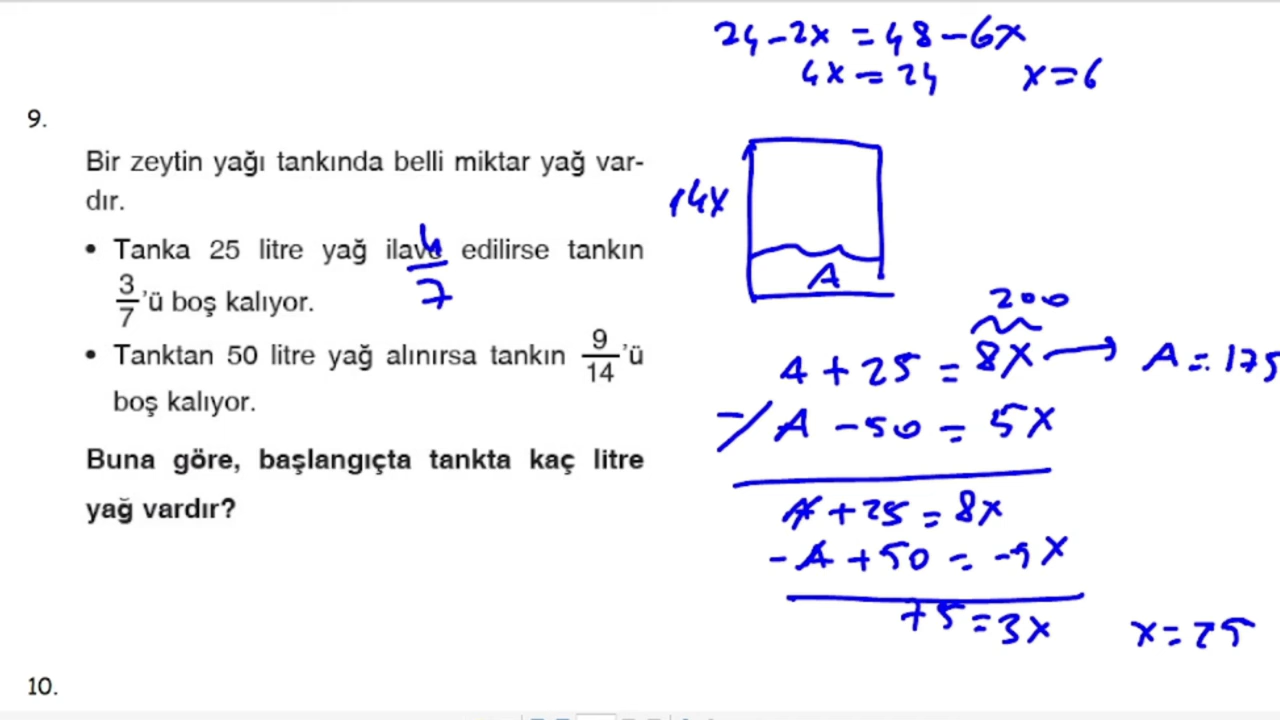 24-2x = 48-6x
4x = 24 x=6
9.
Bir zeytin yağı tankında belli miktar yağ var-
dır.
14x
• Tanka 25 litre yağ ilave edilirse tankın
3/7'ü boş kalıyor.
4/7
A
200
• Tanktan 50 litre yağ alınırsa tankın 9/14'ü
boş kalıyor.
A + 25 = 8x → A = 175
-/ A - 50 = 5x
Buna göre, başlangıçta tankta kaç litre
yağ vardır?
A + 25 = 8x
-A + 50 = -5x
75 = 3x x = 25
10.